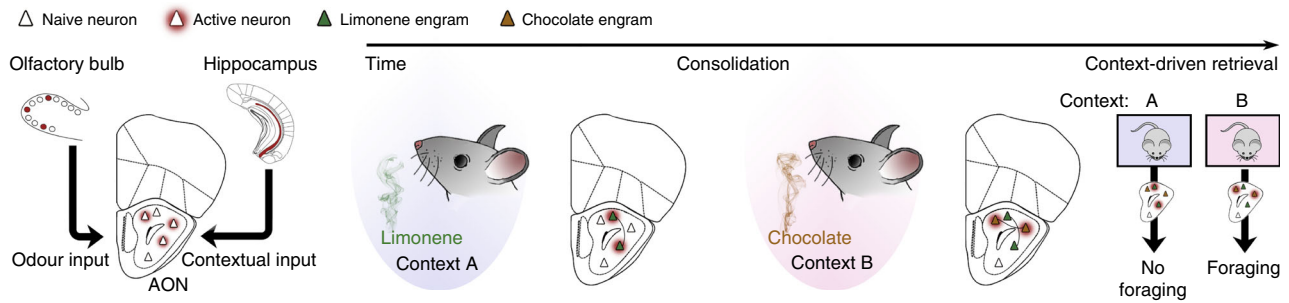 Naive neuron
Active neuron
Limonene engram
Chocolate engram
Olfactory bulb
Hippocampus
Time
Consolidation
Context-driven retrieval
Context: A B
Limonene
Context A
Chocolate
Context B
Odour input
Contextual input
AON
No
foraging
Foraging